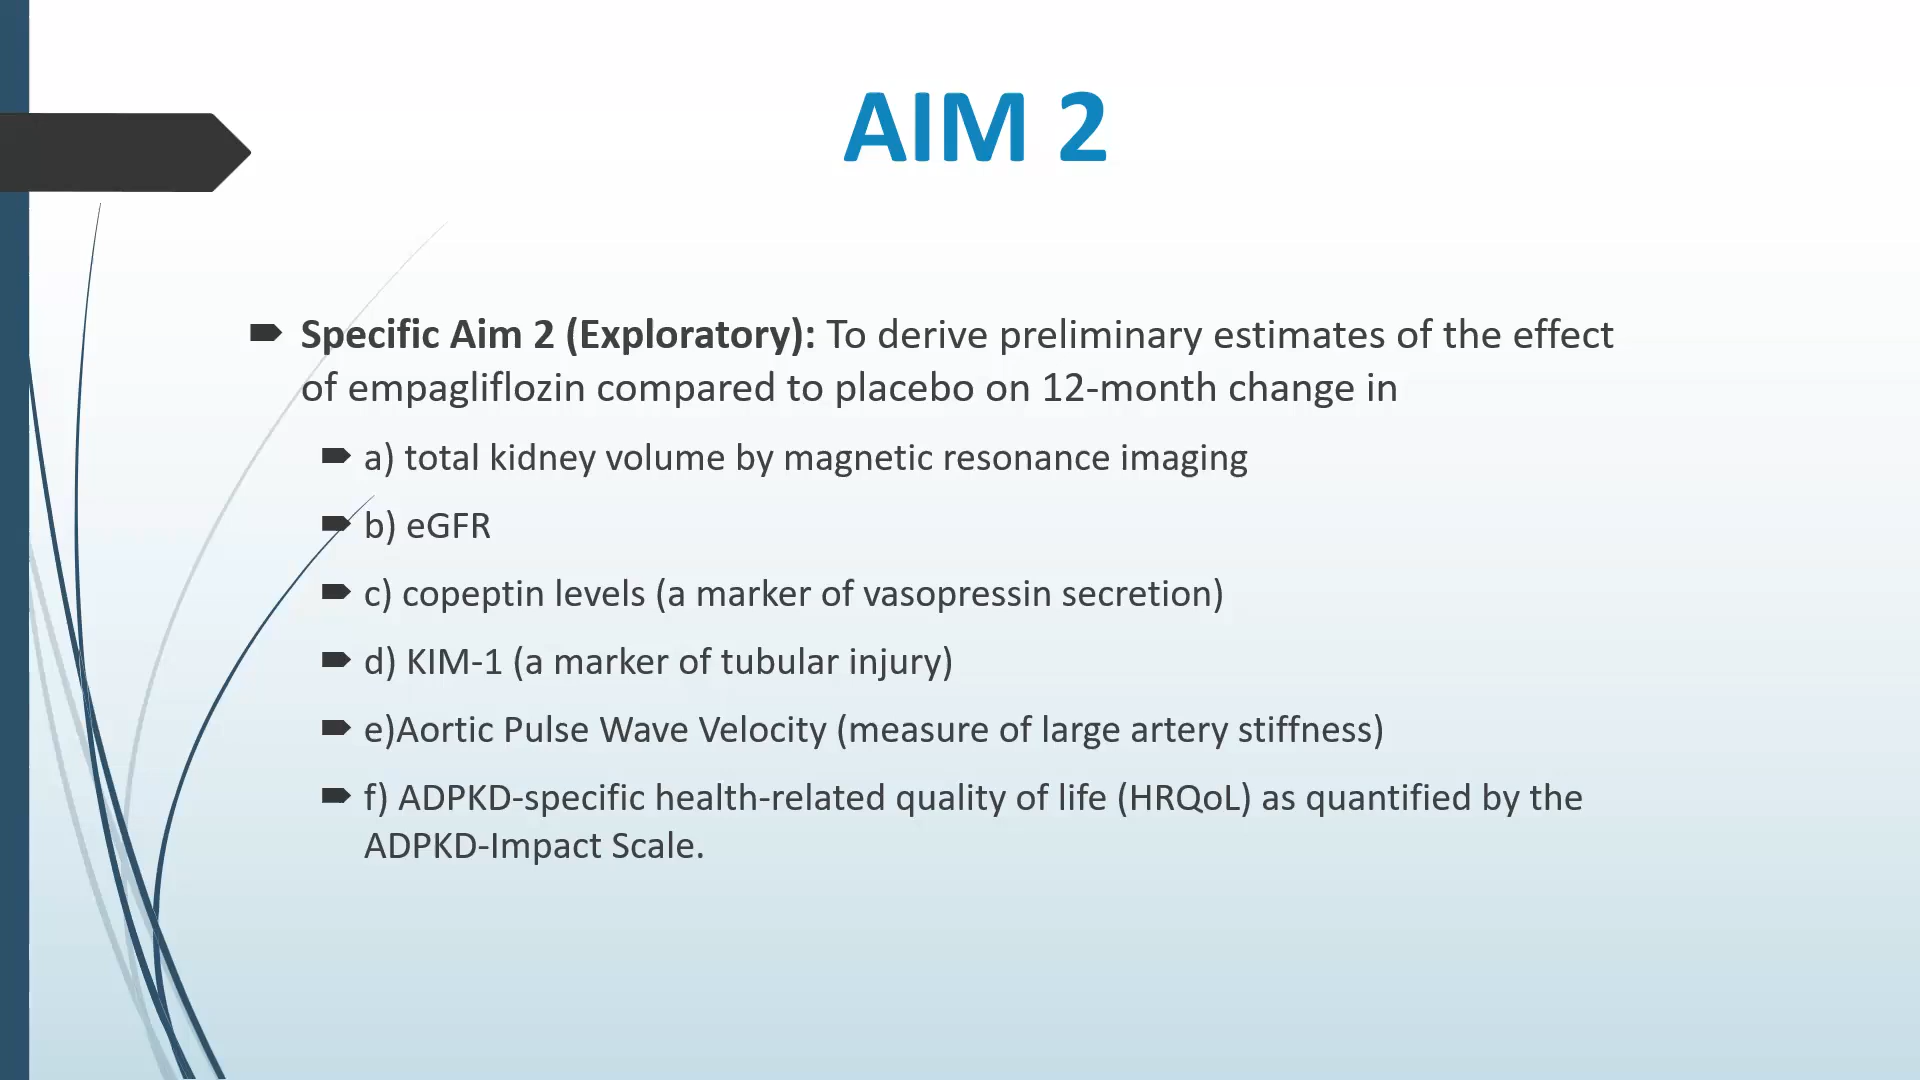 AIM 2
Specific Aim 2 (Exploratory): To derive preliminary estimates of the effect
of empagliflozin compared to placebo on 12-month change in
a) total kidney volume by magnetic resonance imaging
b) eGFR
c) copeptin levels (a marker of vasopressin secretion)
d) KIM-1 (a marker of tubular injury)
e)Aortic Pulse Wave Velocity (measure of large artery stiffness)
f) ADPKD-specific health-related quality of life (HRQoL) as quantified by the
ADPKD-Impact Scale.